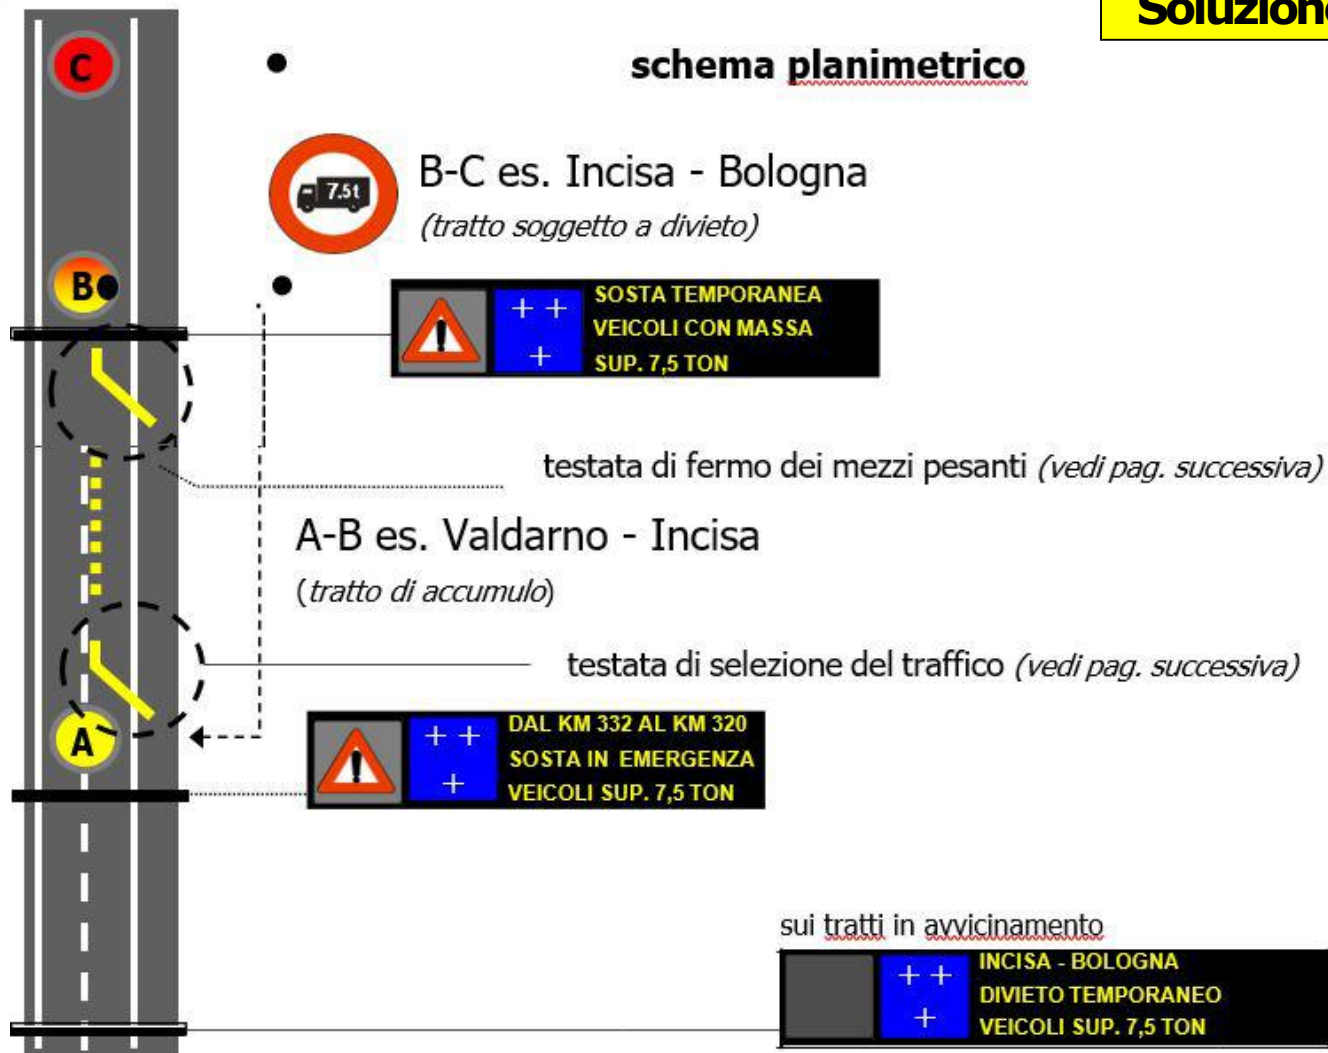 Soluzione
C
schema planimetrico
7.5t
B-C es. Incisa - Bologna
(tratto soggetto a divieto)
B
SOSTA TEMPORANEA
VEICOLI CON MASSA
SUP. 7,5 TON
testata di fermo dei mezzi pesanti (vedi pag. successiva)
A-B es. Valdarno - Incisa
(tratto di accumulo)
testata di selezione del traffico (vedi pag. successiva)
A
DAL KM 332 AL KM 320
SOSTA IN EMERGENZA
VEICOLI SUP. 7,5 TON
sui tratti in avvicinamento
INCISA - BOLOGNA
DIVIETO TEMPORANEO
VEICOLI SUP. 7,5 TON